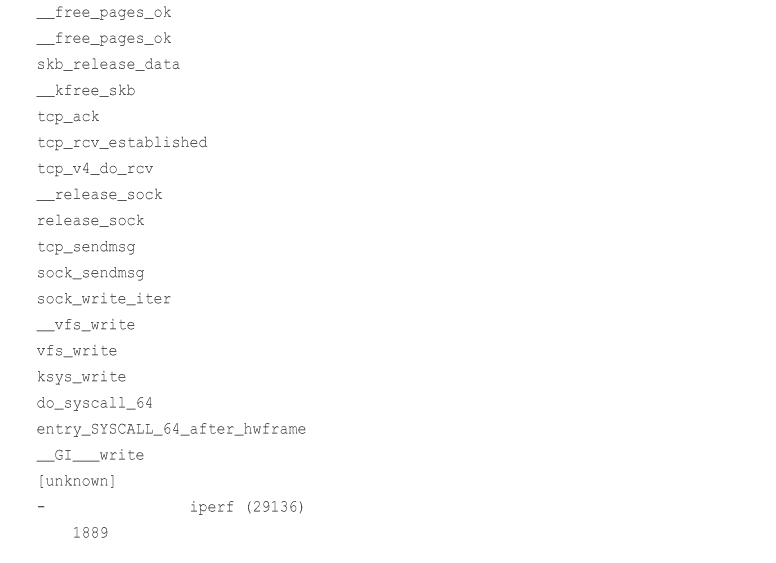 __free_pages_ok
__free_pages_ok
skb_release_data
__kfree_skb
tcp_ack
tcp_rcv_established
tcp_v4_do_rcv
__release_sock
release_sock
tcp_sendmsg
sock_sendmsg
sock_write_iter
__vfs_write
vfs_write
ksys_write
do_syscall_64
entry_SYSCALL_64_after_hwframe
__GI___write
[unknown]
-                iperf (29136)
    1889